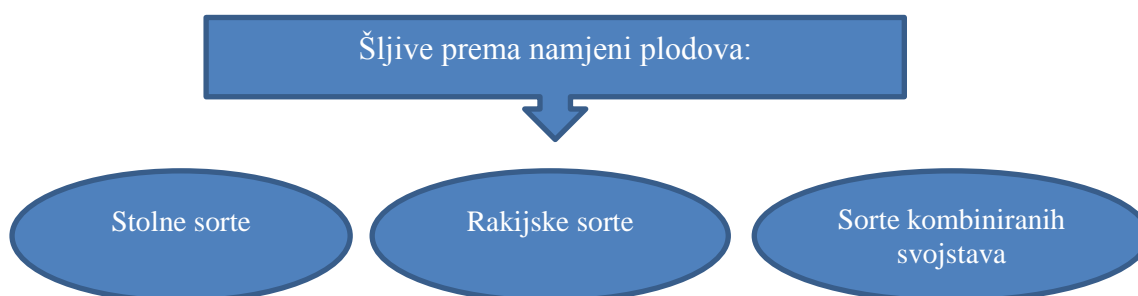 Šljive prema namjeni plodova:
Stolne sorte
Rakijske sorte
Sorte kombiniranih
svojstava